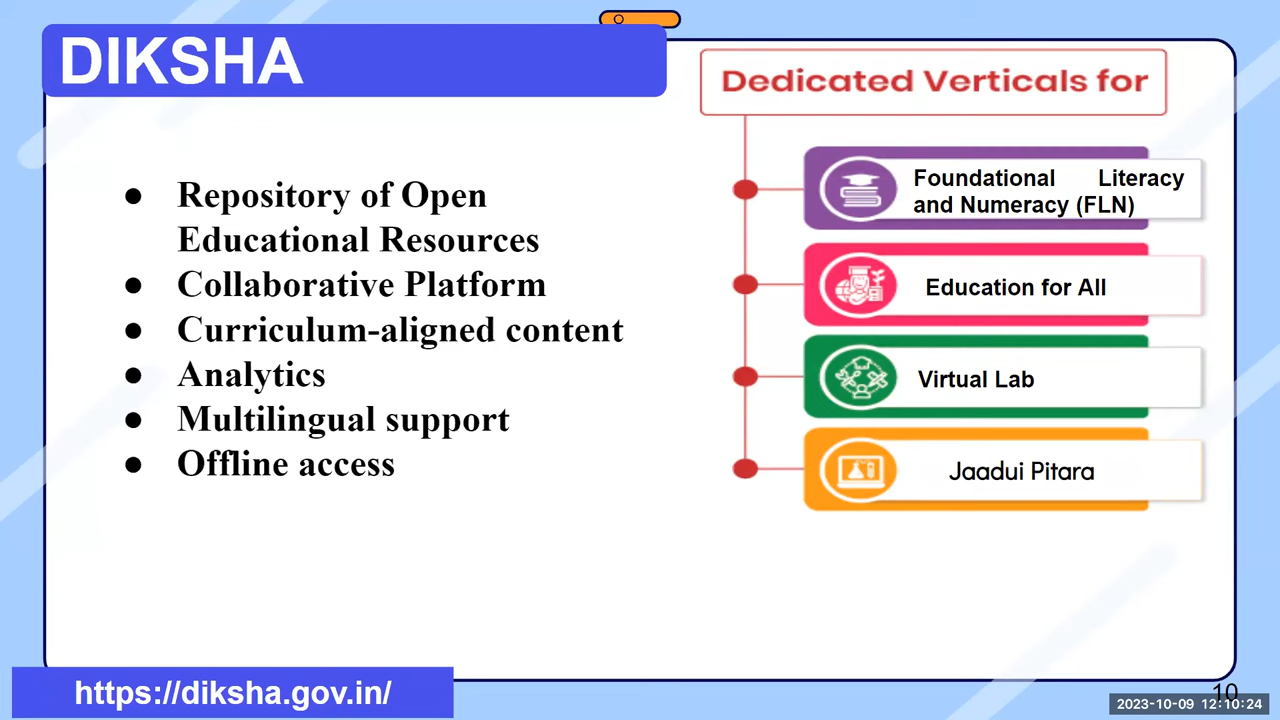 DIKSHA
● Repository of Open
Educational Resources
● Collaborative Platform
● Curriculum-aligned content
● Analytics
● Multilingual support
● Offline access
Dedicated Verticals for
Foundational Literacy
and Numeracy (FLN)
Education for All
Virtual Lab
Jaadui Pitara
https://diksha.gov.in/
10
2023-10-09 12:10:24